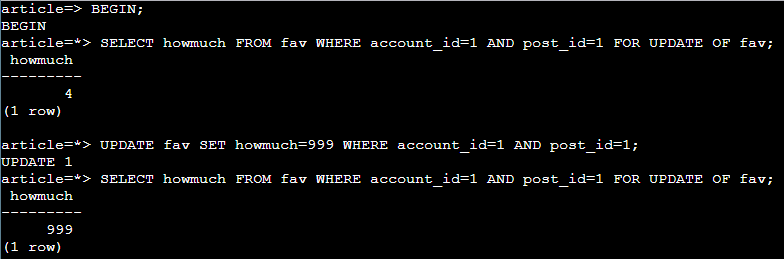 article=> BEGIN;
BEGIN
article=*> SELECT howmuch FROM fav WHERE account_id=1 AND post_id=1 FOR UPDATE OF fav;
 howmuch
---------
       4
(1 row)

article=*> UPDATE fav SET howmuch=999 WHERE account_id=1 AND post_id=1;
UPDATE 1
article=*> SELECT howmuch FROM fav WHERE account_id=1 AND post_id=1 FOR UPDATE OF fav;
 howmuch
---------
     999
(1 row)